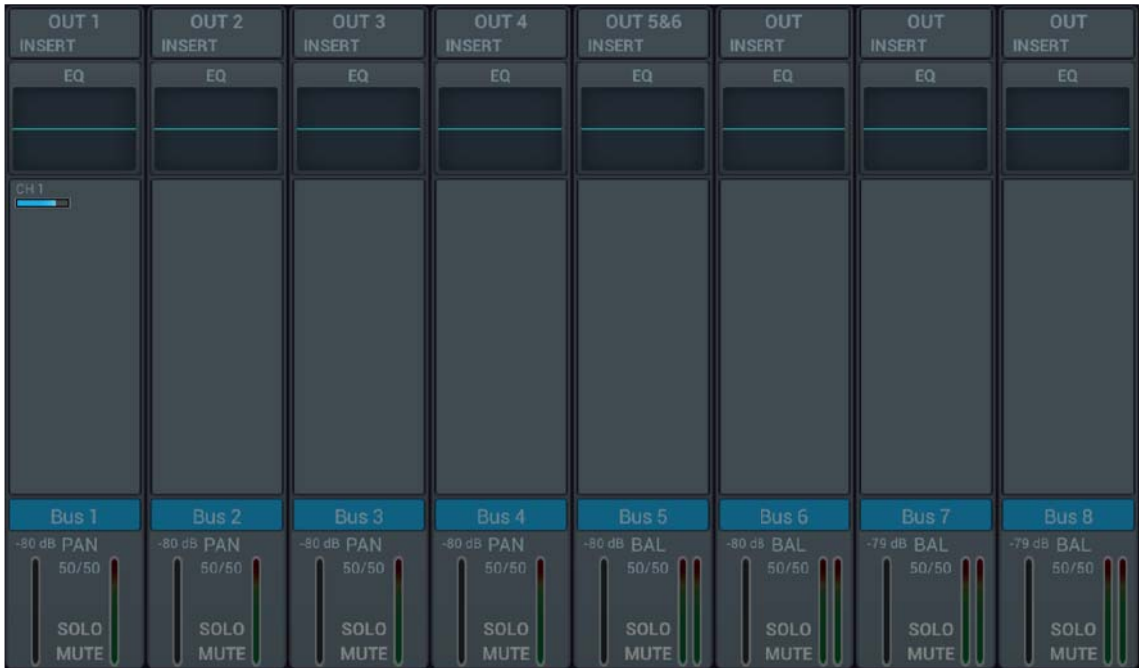 OUT 1 OUT 2 OUT 3 OUT 4 OUT 5&6 OUT OUT OUT
INSERT INSERT INSERT INSERT INSERT INSERT INSERT INSERT
EQ EQ EQ EQ EQ EQ EQ EQ
CH 1
Bus 1 Bus 2 Bus 3 Bus 4 Bus 5 Bus 6 Bus 7 Bus 8
-80 dB PAN -80 dB PAN -80 dB PAN -80 dB PAN -80 dB BAL -80 dB BAL -79 dB BAL -79 dB BAL
50/50 50/50 50/50 50/50 50/50 50/50 50/50 50/50
SOLO SOLO SOLO SOLO SOLO SOLO SOLO SOLO
MUTE MUTE MUTE MUTE MUTE MUTE MUTE MUTE